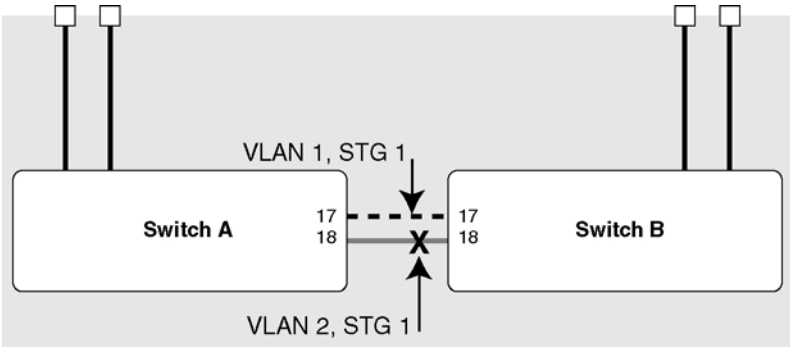 VLAN 1, STG 1
Switch A
17
18
17
18
Switch B
X
VLAN 2, STG 1